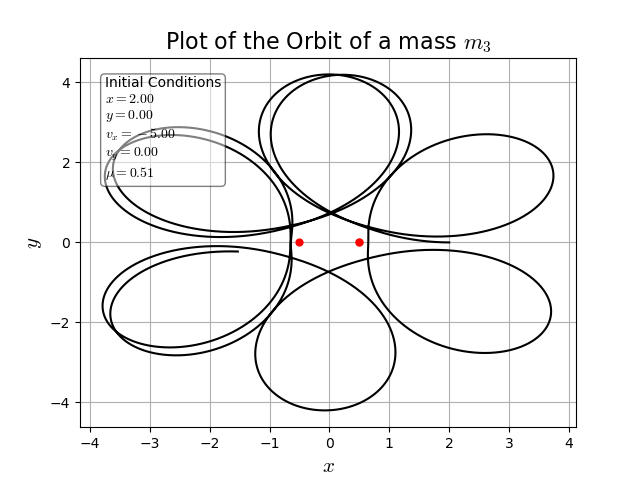 Plot of the Orbit of a mass m₃
Initial Conditions
x = 2.00
y = 0.00
vₓ = −5.00
v_y = 0.00
μ = 0.51
4
2
0
−2
−4
y
−4 −3 −2 −1 0 1 2 3 4
x